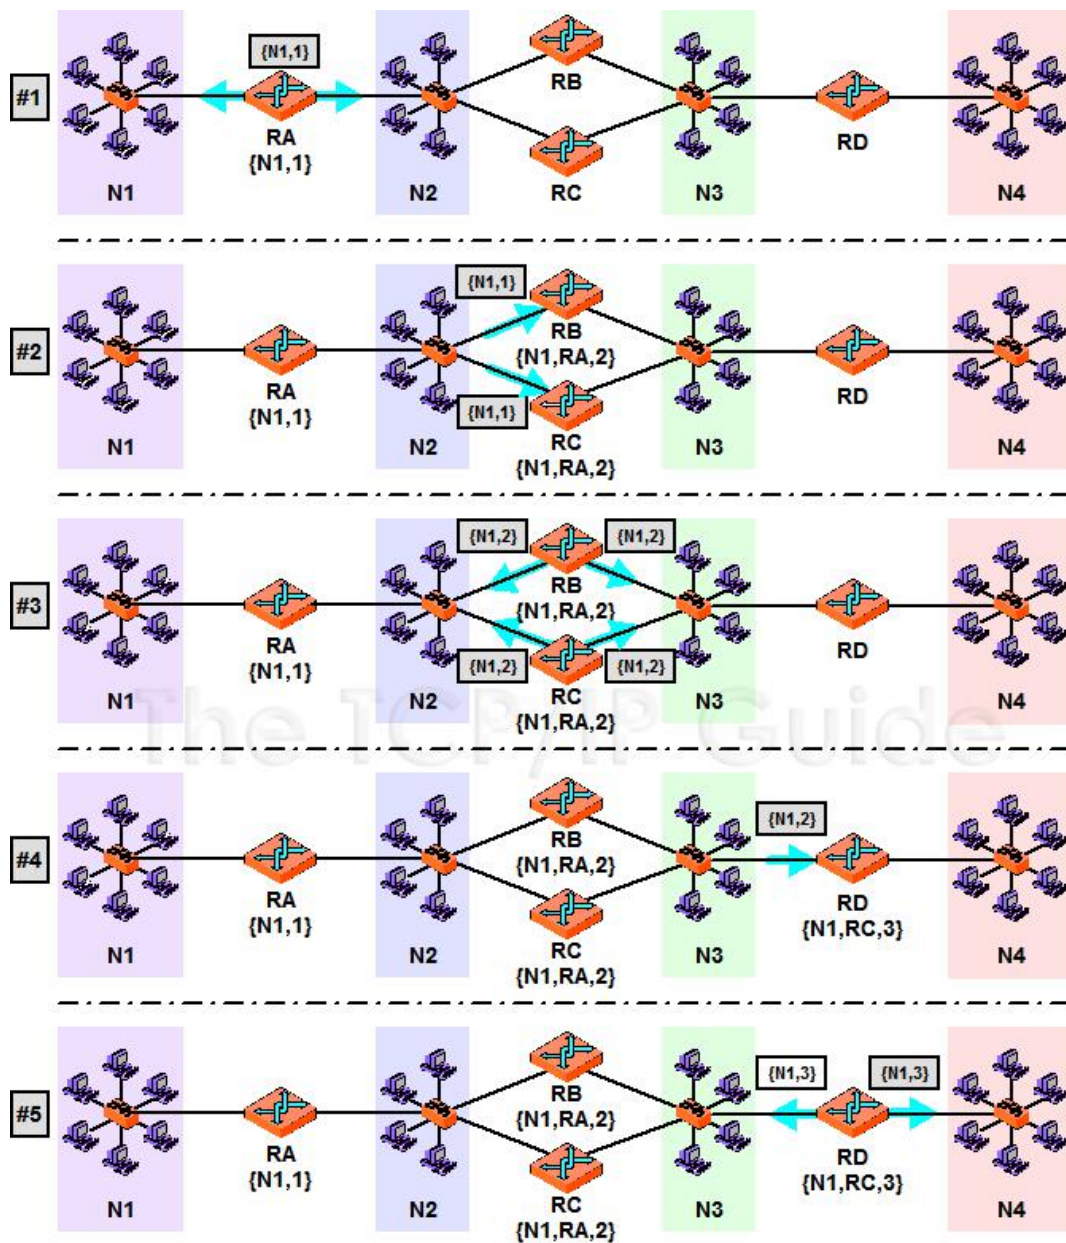 {N1,1}
#1
RB
RA
{N1,1}
RD
N1
N2
RC
N3
N4
{N1,1}
#2
RB
{N1,RA,2}
RA
{N1,1}
RD
{N1,1}
N1
N2
RC
{N1,RA,2}
N3
N4
{N1,2}
{N1,2}
#3
RB
{N1,RA,2}
RA
{N1,1}
RD
{N1,2}
{N1,2}
N1
N2
RC
{N1,RA,2}
N3
N4
The TCP/IP Guide
{N1,2}
#4
RB
{N1,RA,2}
RA
{N1,1}
RD
{N1,RC,3}
N1
N2
RC
{N1,RA,2}
N3
N4
{N1,3}
{N1,3}
#5
RB
{N1,RA,2}
RA
{N1,1}
RD
{N1,RC,3}
N1
N2
RC
{N1,RA,2}
N3
N4